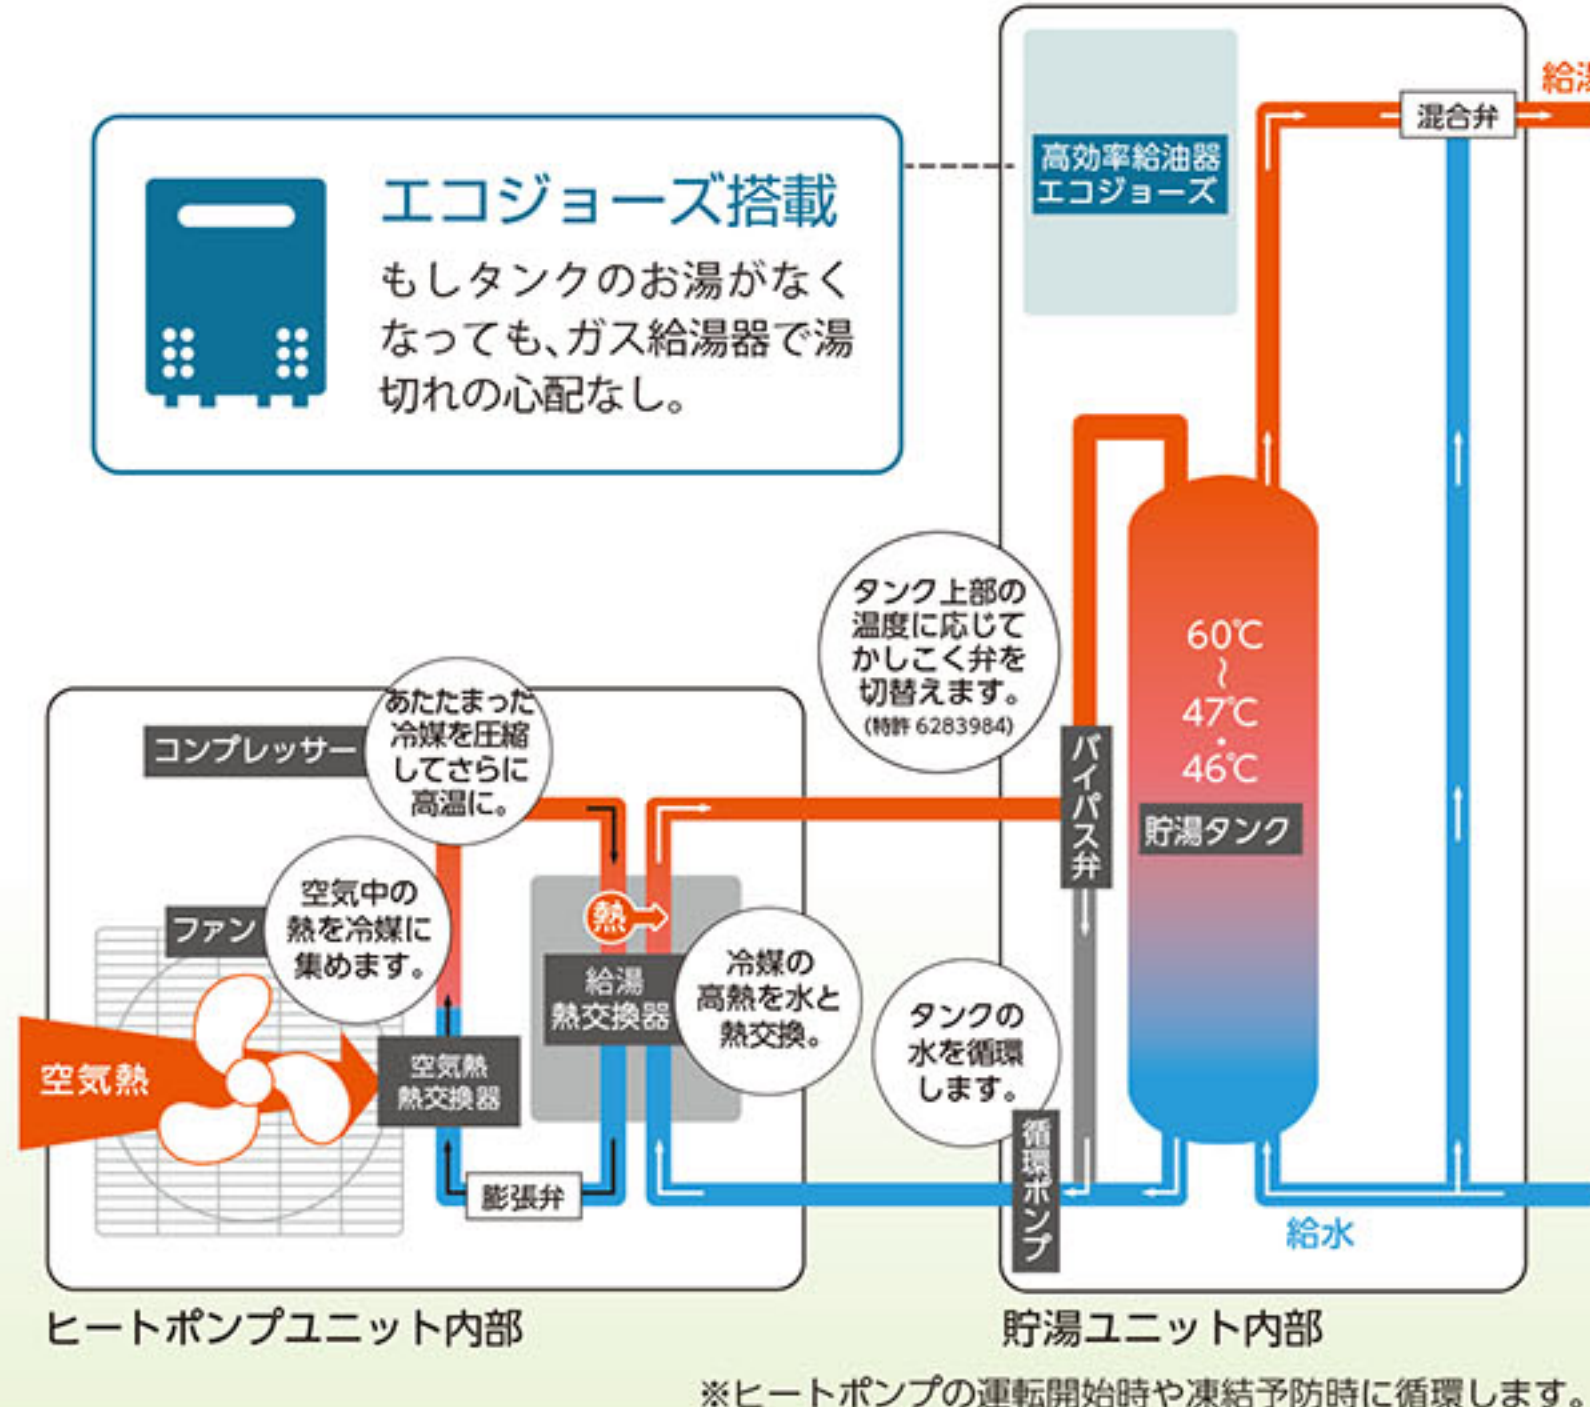 エコジョーズ搭載
もしタンクのお湯がなく
なっても、ガス給湯器で湯
切れの心配なし。
高効率給油器
エコジョーズ
混合弁
給湯
タンク上部の
温度に応じて
かしこく弁を
切替えます。
(特許 6283984)
60℃
〜
47℃
・
46℃
貯湯タンク
バイパス弁
コンプレッサー
あたたまった
冷媒を圧縮
してさらに
高温に。
ファン
空気中の
熱を冷媒に
集めます。
熱
給湯
熱交換器
冷媒の
高熱を水と
熱交換。
空気熱
空気熱
熱交換器
膨張弁
タンクの
水を循環
します。
循環ポンプ
給水
ヒートポンプユニット内部
貯湯ユニット内部
※ヒートポンプの運転開始時や凍結予防時に循環します。